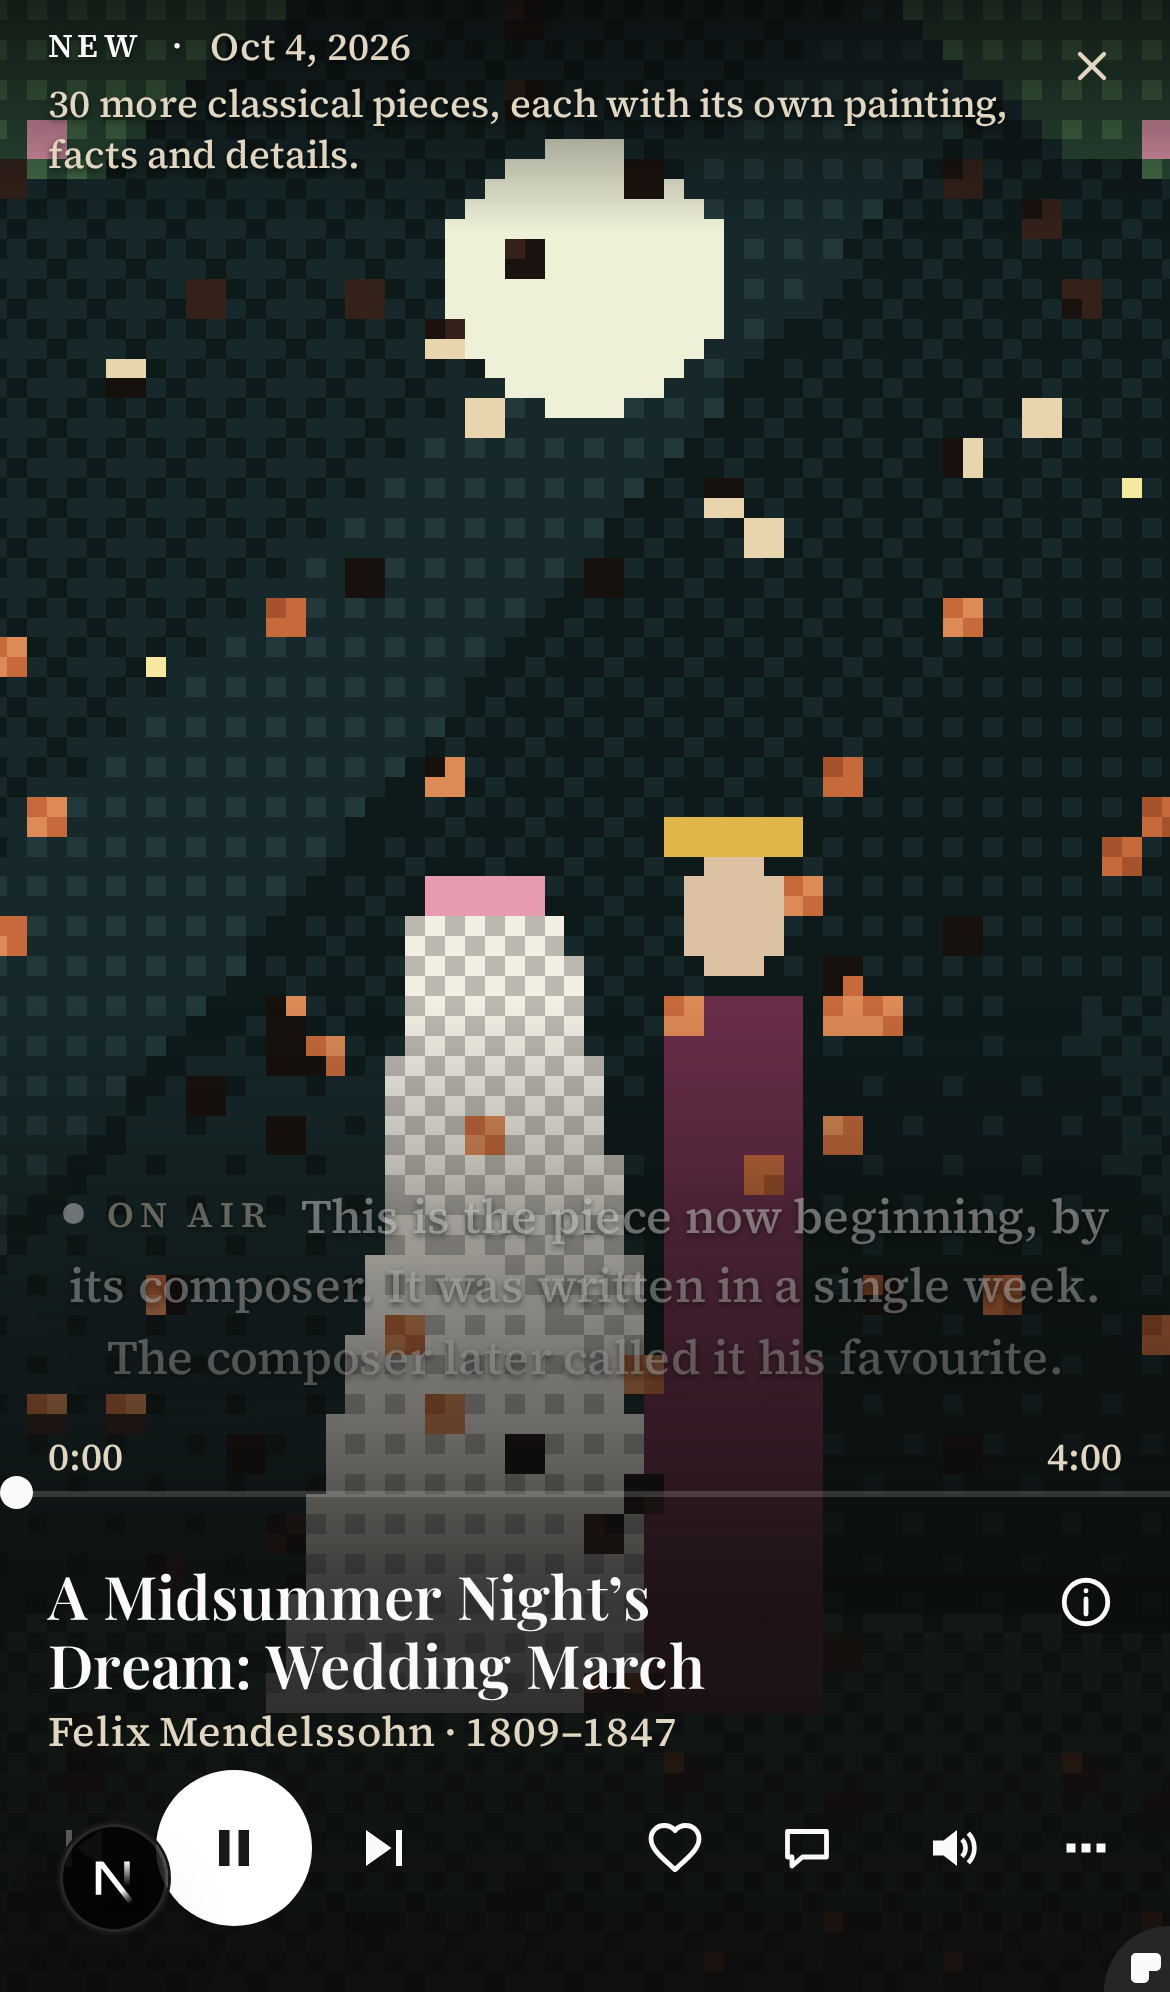 NEW · Oct 4, 2026
30 more classical pieces, each with its own painting,
facts and details.
ON AIR This is the piece now beginning, by
its composer. It was written in a single week.
The composer later called it his favourite.
0:00
4:00
A Midsummer Night’s
Dream: Wedding March
Felix Mendelssohn · 1809–1847
N